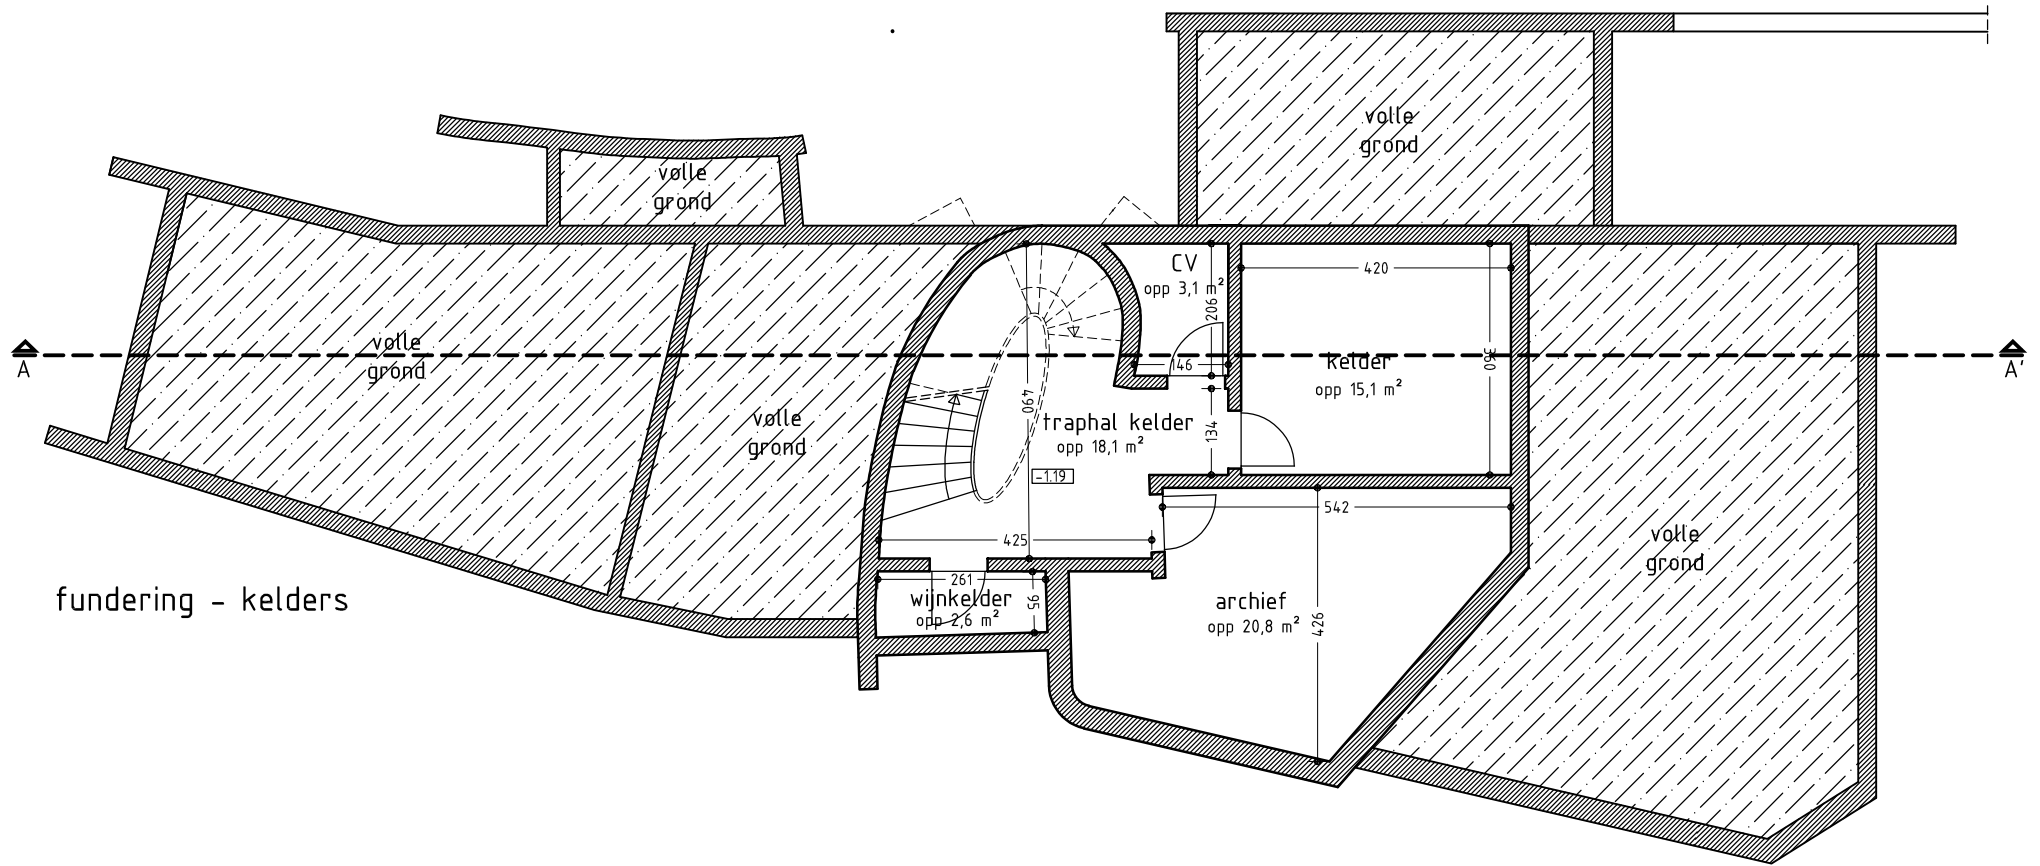 volle
grond
volle
grond
CV
opp 3,1 m²
206
420
volle
grond
A
kelder
opp 15,1 m²
360
146
A'
490
volle
grond
traphal kelder
opp 18,1 m²
134
-1.19
542
425
volle
grond
fundering - kelders
261
wijnkelder
opp 2,6 m²
95
archief
opp 20,8 m²
426